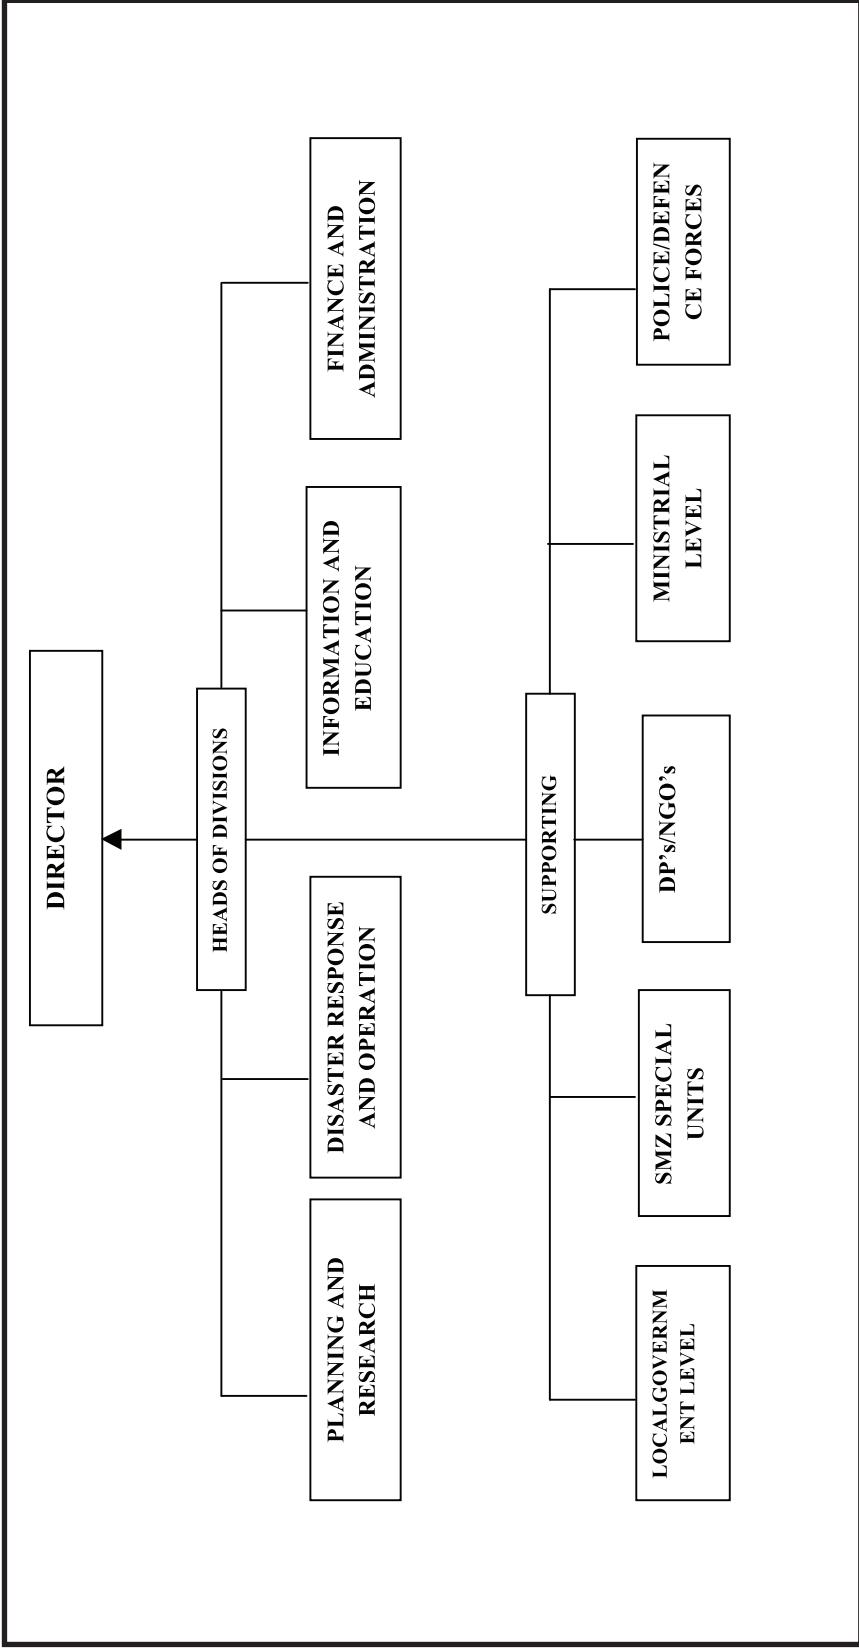 DIRECTOR
HEADS OF DIVISIONS
PLANNING AND
RESEARCH
DISASTER RESPONSE
AND OPERATION
INFORMATION AND
EDUCATION
FINANCE AND
ADMINISTRATION
SUPPORTING
LOCALGOVERNM
ENT LEVEL
SMZ SPECIAL
UNITS
DP’s/NGO’s
MINISTRIAL
LEVEL
POLICE/DEFEN
CE FORCES